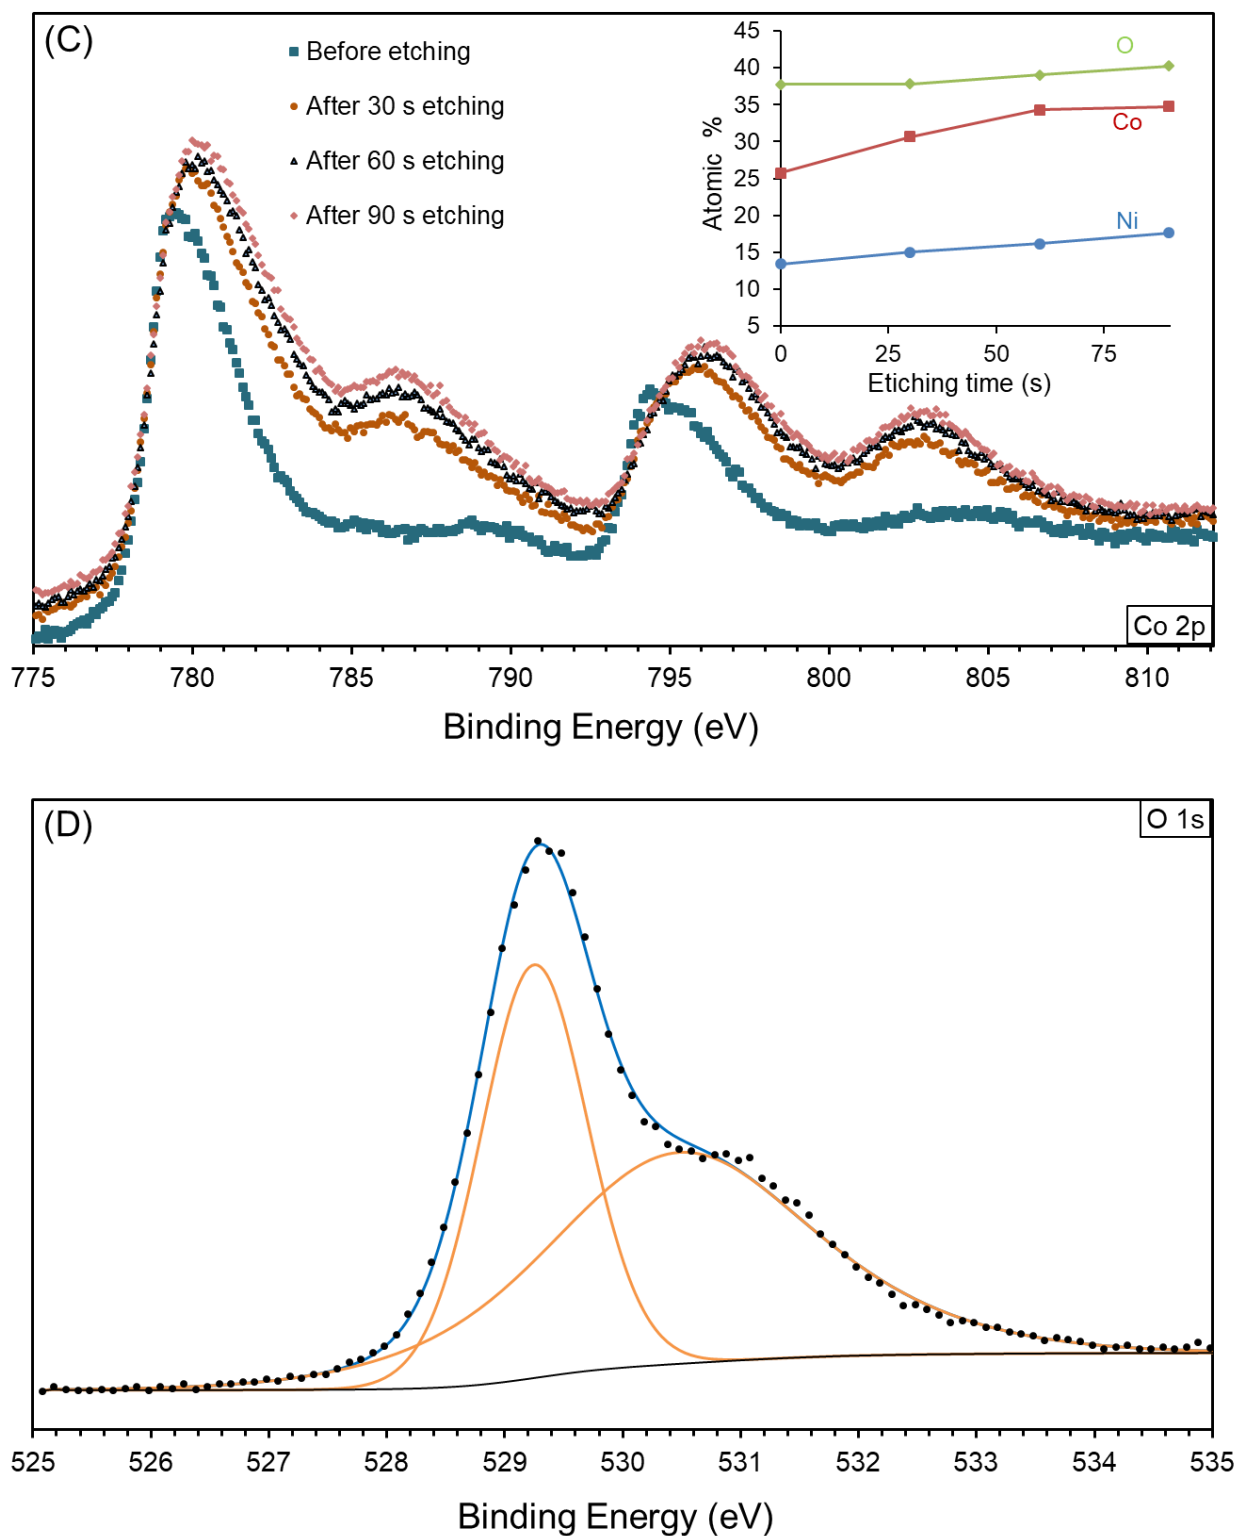 (C)
Before etching
After 30 s etching
After 60 s etching
After 90 s etching
45
40
35
30
25
20
15
10
5
Atomic %
O
Co
Ni
0 25 50 75
Etiching time (s)
Co 2p
775 780 785 790 795 800 805 810
Binding Energy (eV)
(D)
O 1s
525 526 527 528 529 530 531 532 533 534 535
Binding Energy (eV)